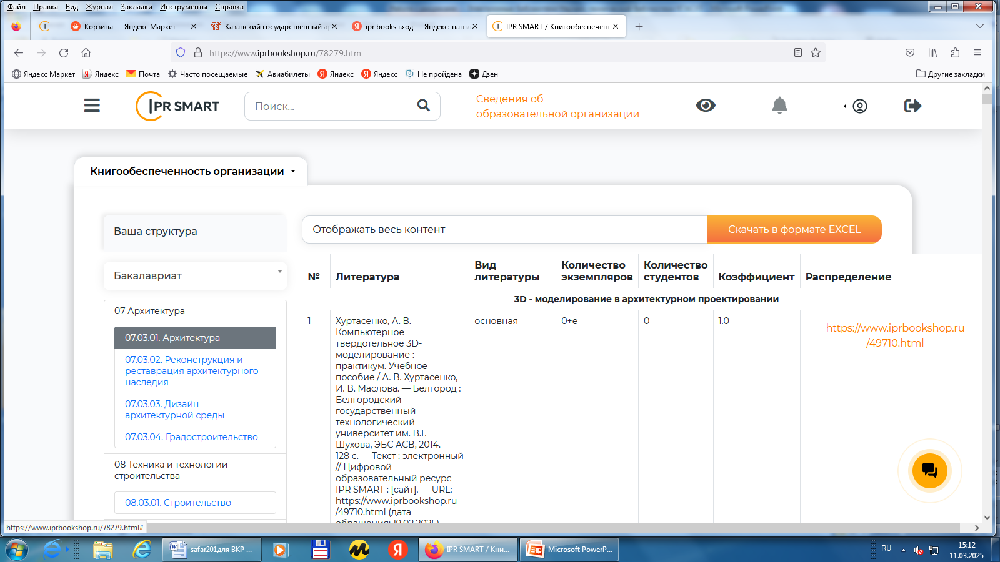 Файл Правка Вид Журнал Закладки Инструменты Справка
Корзина — Яндекс Маркет
Казанский государственный а
ipr books вход — Яндекс: наш
IPR SMART / Книгообеспечен
https://www.iprbookshop.ru/78279.html
Яндекс Маркет Яндекс Почта Часто посещаемые Авиабилеты Яндекс Яндекс Не пройдена Дзен
Другие закладки
IPR SMART
Поиск...
Сведения об
образовательной организации
Книгообеспеченность организации
Ваша структура
Бакалавриат
07 Архитектура
07.03.01. Архитектура
07.03.02. Реконструкция и
реставрация архитектурного
наследия
07.03.03. Дизайн
архитектурной среды
07.03.04. Градостроительство
08 Техника и технологии
строительства
08.03.01. Строительство
Отображать весь контент
Скачать в формате EXCEL
№
Литература
Вид
литературы
Количество
экземпляров
Количество
студентов
Коэффициент
Распределение
3D - моделирование в архитектурном проектировании
1
Хуртасенко, А. В.
Компьютерное
твердотельное 3D-
моделирование :
практикум. Учебное
пособие / А. В. Хуртасенко,
И. В. Маслова. — Белгород :
Белгородский
государственный
технологический
университет им. В.Г.
Шухова, ЭБС АСВ, 2014. —
128 c. — Текст : электронный
// Цифровой
образовательный ресурс
IPR SMART : [сайт]. — URL:
https://www.iprbookshop.ru
/49710.html (дата
обращения: 19.02.2025)
основная
0+e
0
1.0
https://www.iprbookshop.ru
/49710.html
https://www.iprbookshop.ru/78279.html#
safar201для ВКР ...
IPR SMART / Кни...
Microsoft PowerP...
RU
15:12
11.03.2025